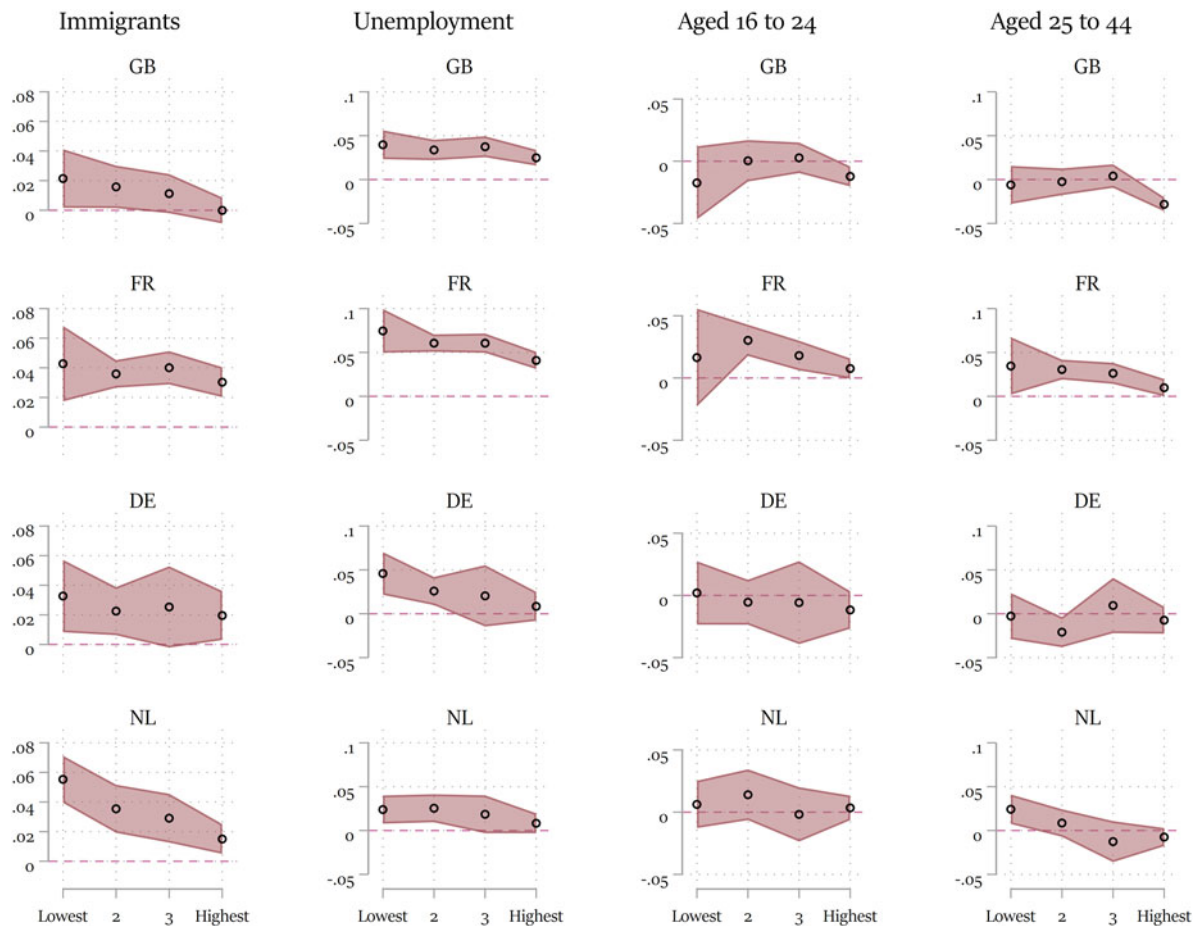 Immigrants Unemployment Aged 16 to 24 Aged 25 to 44
GB GB GB GB
.08 .1 .05 .1
.06 .05 0 .05
.04 0 -.05 0
.02 -.05 -.05
0
FR FR FR FR
.08 .1 .05 .1
.06 .05 0 .05
.04 0 -.05 0
.02 -.05 -.05
0
DE DE DE DE
.08 .1 .05 .1
.06 .05 0 .05
.04 0 -.05 0
.02 -.05 -.05
0
NL NL NL NL
.08 .1 .05 .1
.06 .05 0 .05
.04 0 -.05 0
.02 -.05 -.05
0
Lowest 2 3 Highest Lowest 2 3 Highest Lowest 2 3 Highest Lowest 2 3 Highest